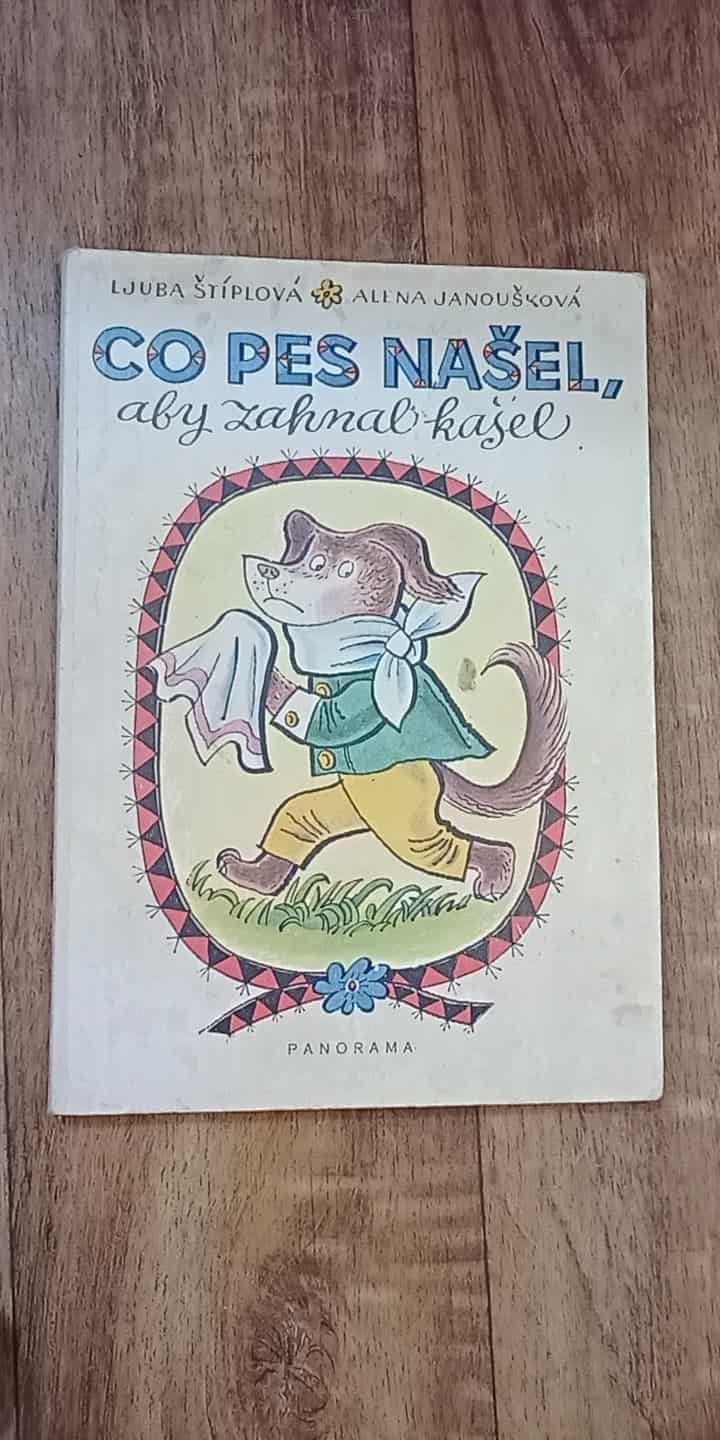 LJUBA ŠTÍPLOVÁ ALENA JANOUŠKOVÁ
CO PES NAŠEL,
aby zahnal kašel
PANORAMA